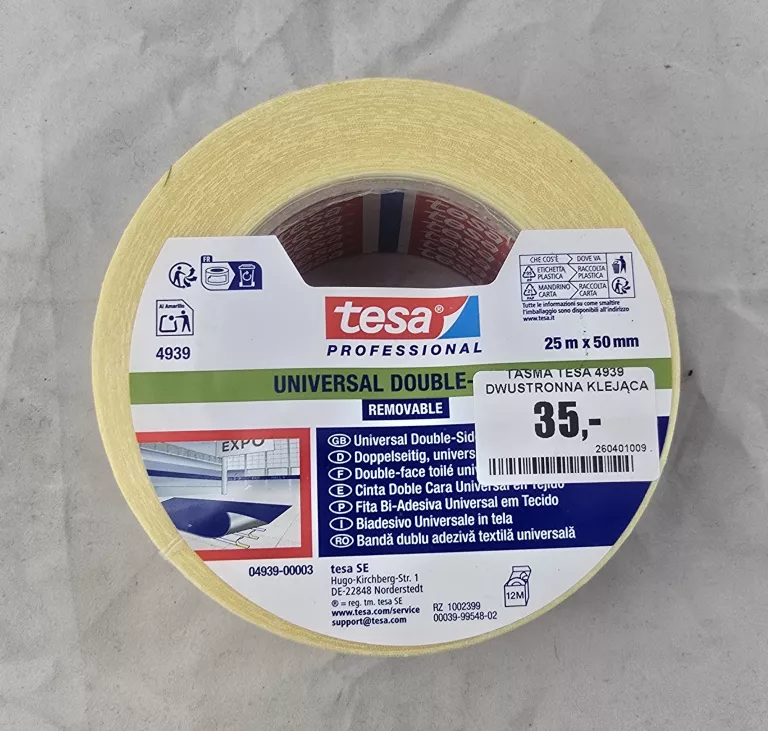 FR
CHE COS'È DOVE VA
ETICHETTA PLASTICA RACCOLTA PLASTICA
MANDRINO CARTA RACCOLTA CARTA
Tutte le informazioni su come smaltire
l'imballaggio sono disponibili all'indirizzo
www.tesa.it
Al Amarillo
4939
tesa®
PROFESSIONAL
25 m x 50 mm
UNIVERSAL DOUBLE-
REMOVABLE
TAŚMA TESA 4939
DWUSTRONNA KLEJĄCA
35,-
260401009
EXPO
GB Universal Double-Sid
D Doppelseitig, univers
F Double-face toilé uni
E Cinta Doble Cara Universal en Tejido
P Fita Bi-Adesiva Universal em Tecido
I Biadesivo Universale in tela
RO Bandă dublu adezivă textilă universală
04939-00003
tesa SE
Hugo-Kirchberg-Str. 1
DE-22848 Norderstedt
® = reg. tm. tesa SE
www.tesa.com/service
support@tesa.com
RZ 1002399
00039-99548-02
12M